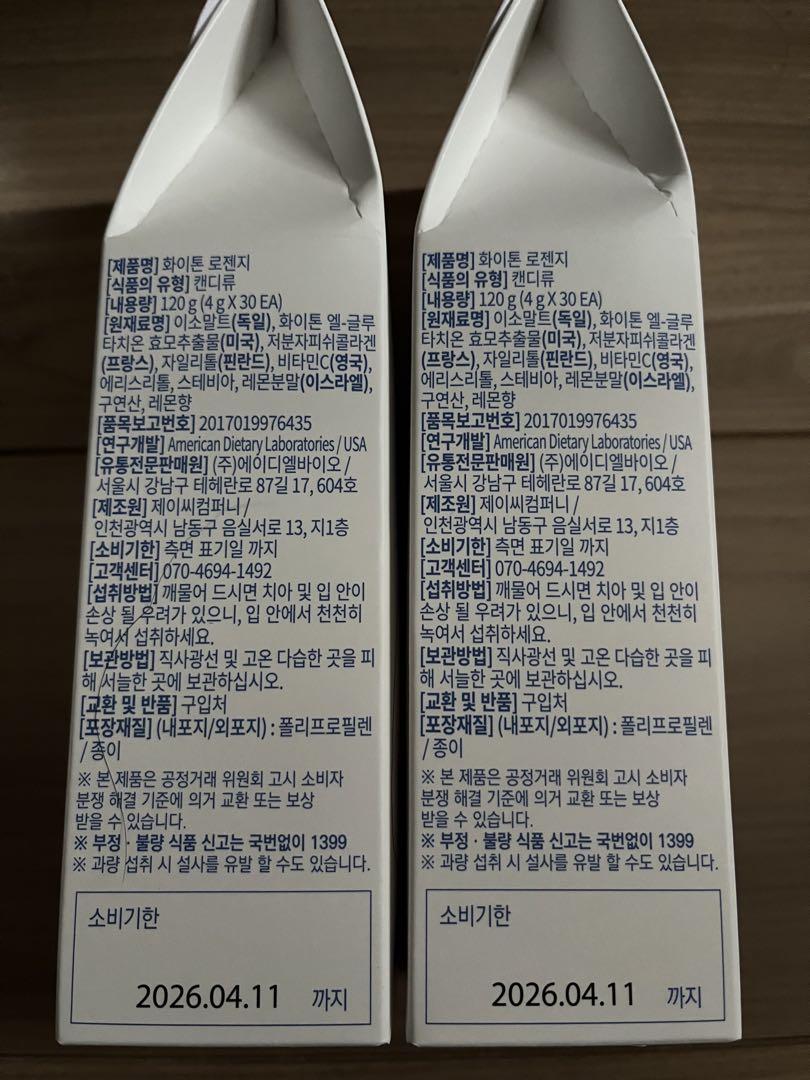 [제품명] 화이톤 로젠지
[식품의 유형] 캔디류
[내용량] 120 g (4 g X 30 EA)
[원재료명] 이소말트(독일), 화이톤 엘-글루
타치온 효모추출물(미국), 저분자피쉬콜라겐
(프랑스), 자일리톨(핀란드), 비타민C(영국),
에리스리톨, 스테비아, 레몬분말(이스라엘),
구연산, 레몬향
[품목보고번호] 2017019976435
[연구개발] American Dietary Laboratories / USA
[유통전문판매원] (주)에이디엘바이오 /
서울시 강남구 테헤란로 87길 17, 604호
[제조원] 제이씨컴퍼니 /
인천광역시 남동구 음실서로 13, 지1층
[소비기한] 측면 표기일 까지
[고객센터] 070-4694-1492
[섭취방법] 깨물어 드시면 치아 및 입 안이
손상 될 우려가 있으니, 입 안에서 천천히
녹여서 섭취하세요.
[보관방법] 직사광선 및 고온 다습한 곳을 피
해 서늘한 곳에 보관하십시오.
[교환 및 반품] 구입처
[포장재질] (내포지/외포지) : 폴리프로필렌
/ 종이
※ 본 제품은 공정거래 위원회 고시 소비자
분쟁 해결 기준에 의거 교환 또는 보상
받을 수 있습니다.
※ 부정 · 불량 식품 신고는 국번없이 1399
※ 과량 섭취 시 설사를 유발 할 수도 있습니다.
소비기한
2026.04.11 까지
[제품명] 화이톤 로젠지
[식품의 유형] 캔디류
[내용량] 120 g (4 g X 30 EA)
[원재료명] 이소말트(독일), 화이톤 엘-글루
타치온 효모추출물(미국), 저분자피쉬콜라겐
(프랑스), 자일리톨(핀란드), 비타민C(영국),
에리스리톨, 스테비아, 레몬분말(이스라엘),
구연산, 레몬향
[품목보고번호] 2017019976435
[연구개발] American Dietary Laboratories / USA
[유통전문판매원] (주)에이디엘바이오 /
서울시 강남구 테헤란로 87길 17, 604호
[제조원] 제이씨컴퍼니 /
인천광역시 남동구 음실서로 13, 지1층
[소비기한] 측면 표기일 까지
[고객센터] 070-4694-1492
[섭취방법] 깨물어 드시면 치아 및 입 안이
손상 될 우려가 있으니, 입 안에서 천천히
녹여서 섭취하세요.
[보관방법] 직사광선 및 고온 다습한 곳을 피
해 서늘한 곳에 보관하십시오.
[교환 및 반품] 구입처
[포장재질] (내포지/외포지) : 폴리프로필렌
/ 종이
※ 본 제품은 공정거래 위원회 고시 소비자
분쟁 해결 기준에 의거 교환 또는 보상
받을 수 있습니다.
※ 부정 · 불량 식품 신고는 국번없이 1399
※ 과량 섭취 시 설사를 유발 할 수도 있습니다.
소비기한
2026.04.11 까지